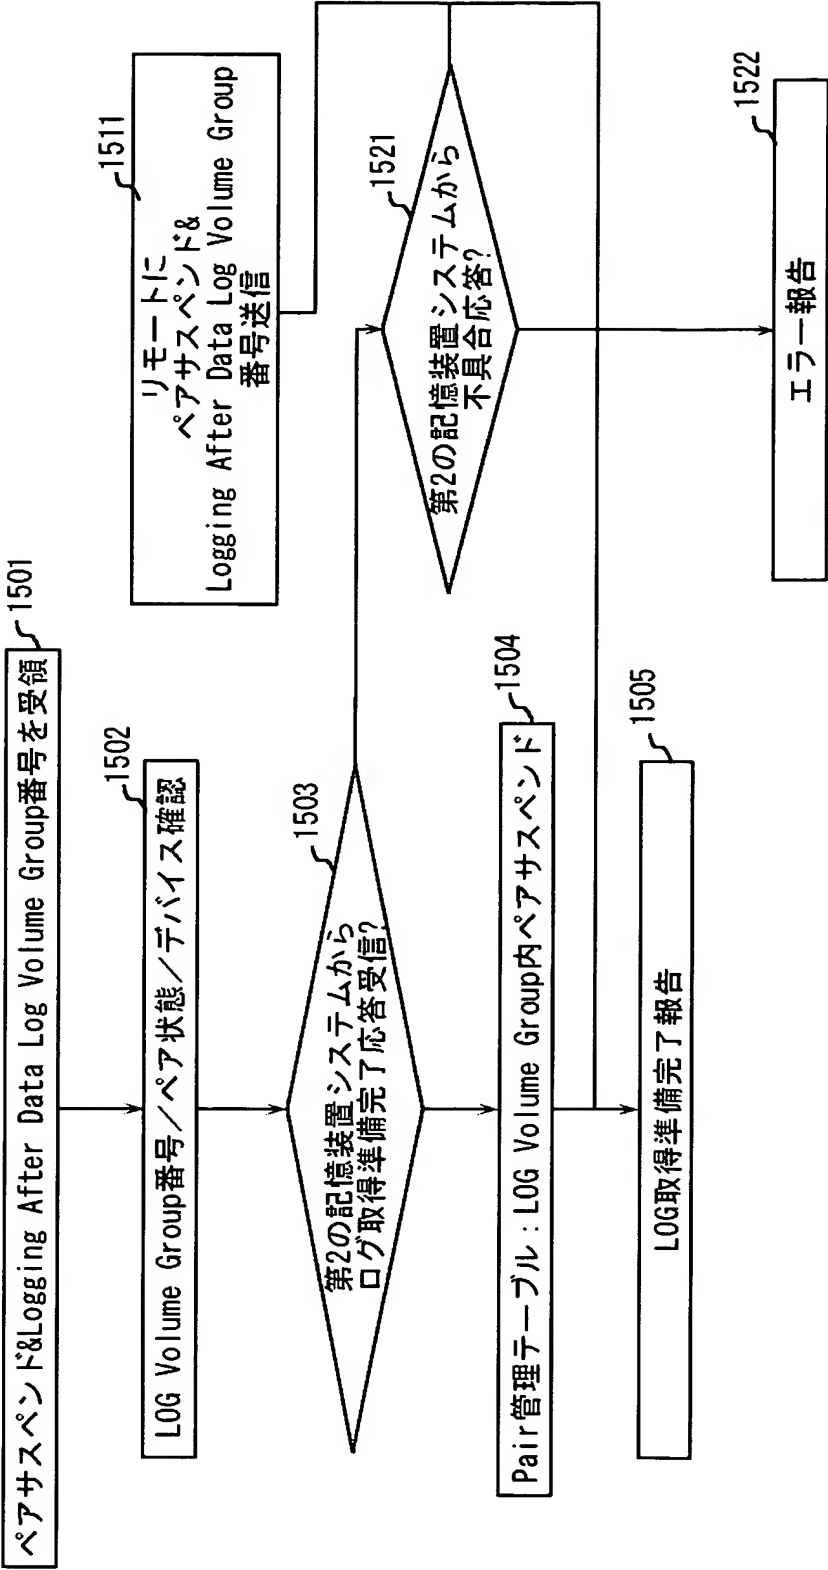 1501
ペアサスペンド&Logging After Data Log Volume Group番号を受領
1502
LOG Volume Group番号/ペア状態/デバイス確認
1503
第2の記憶装置システムから
ログ取得準備完了応答受信?
1504
Pair管理テーブル:LOG Volume Group内ペアサスペンド
1505
LOG取得準備完了報告
1511
リモートに
ペアサスペンド&
Logging After Data Log Volume Group
番号送信
1521
第2の記憶装置システムから
不具合応答?
1522
エラー報告